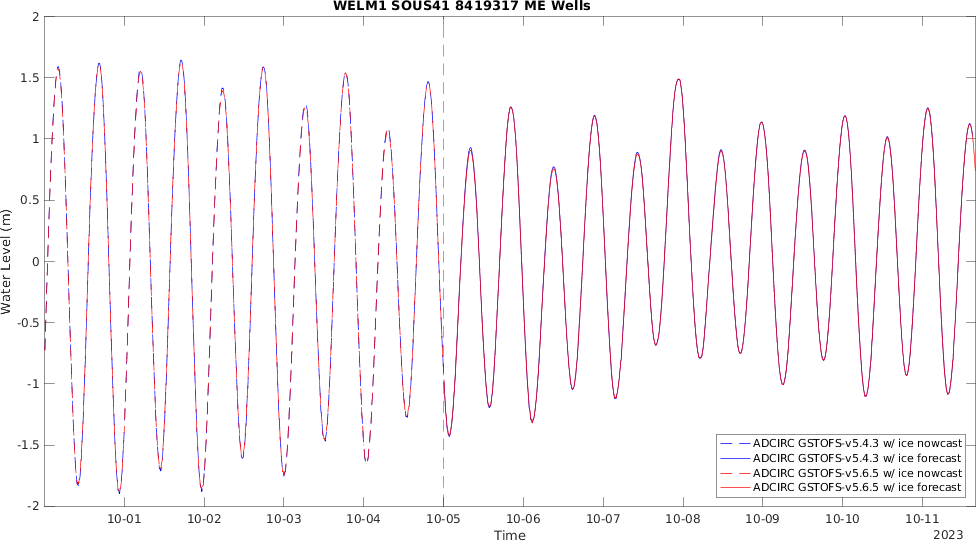 WELM1 SOUS41 8419317 ME Wells
2
1.5
1
0.5
0
-0.5
-1
-1.5
-2
Water Level (m)
ADCIRC GSTOFS-v5.4.3 w/ ice nowcast
ADCIRC GSTOFS-v5.4.3 w/ ice forecast
ADCIRC GSTOFS-v5.6.5 w/ ice nowcast
ADCIRC GSTOFS-v5.6.5 w/ ice forecast
10-01 10-02 10-03 10-04 10-05 10-06 10-07 10-08 10-09 10-10 10-11
Time
2023